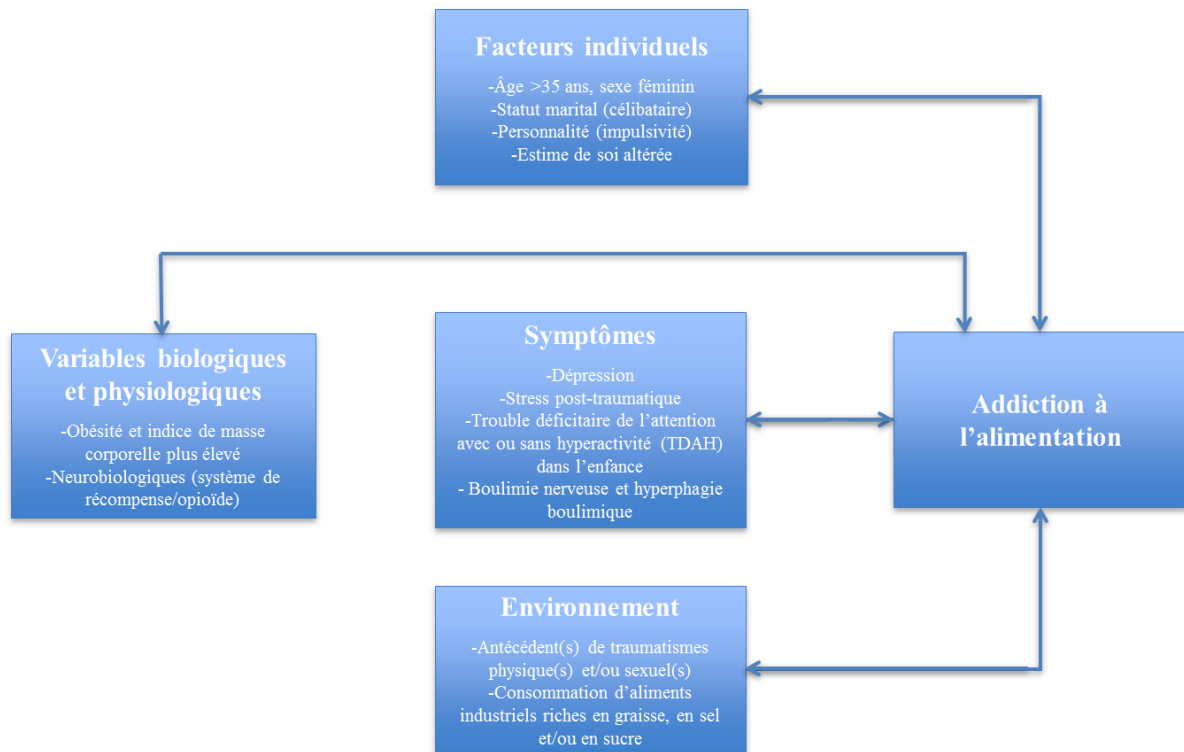 Facteurs individuels
-Âge >35 ans, sexe féminin
-Statut marital (célibataire)
-Personnalité (impulsivité)
-Estime de soi altérée
Variables biologiques
et physiologiques
-Obésité et indice de masse
corporelle plus élevé
-Neurobiologiques (système de
récompense/opioïde)
Symptômes
-Dépression
-Stress post-traumatique
-Trouble déficitaire de l’attention
avec ou sans hyperactivité (TDAH)
dans l’enfance
- Boulimie nerveuse et hyperphagie
boulimique
Addiction à
l’alimentation
Environnement
-Antécédent(s) de traumatismes
physique(s) et/ou sexuel(s)
-Consommation d’aliments
industriels riches en graisse, en sel
et/ou en sucre